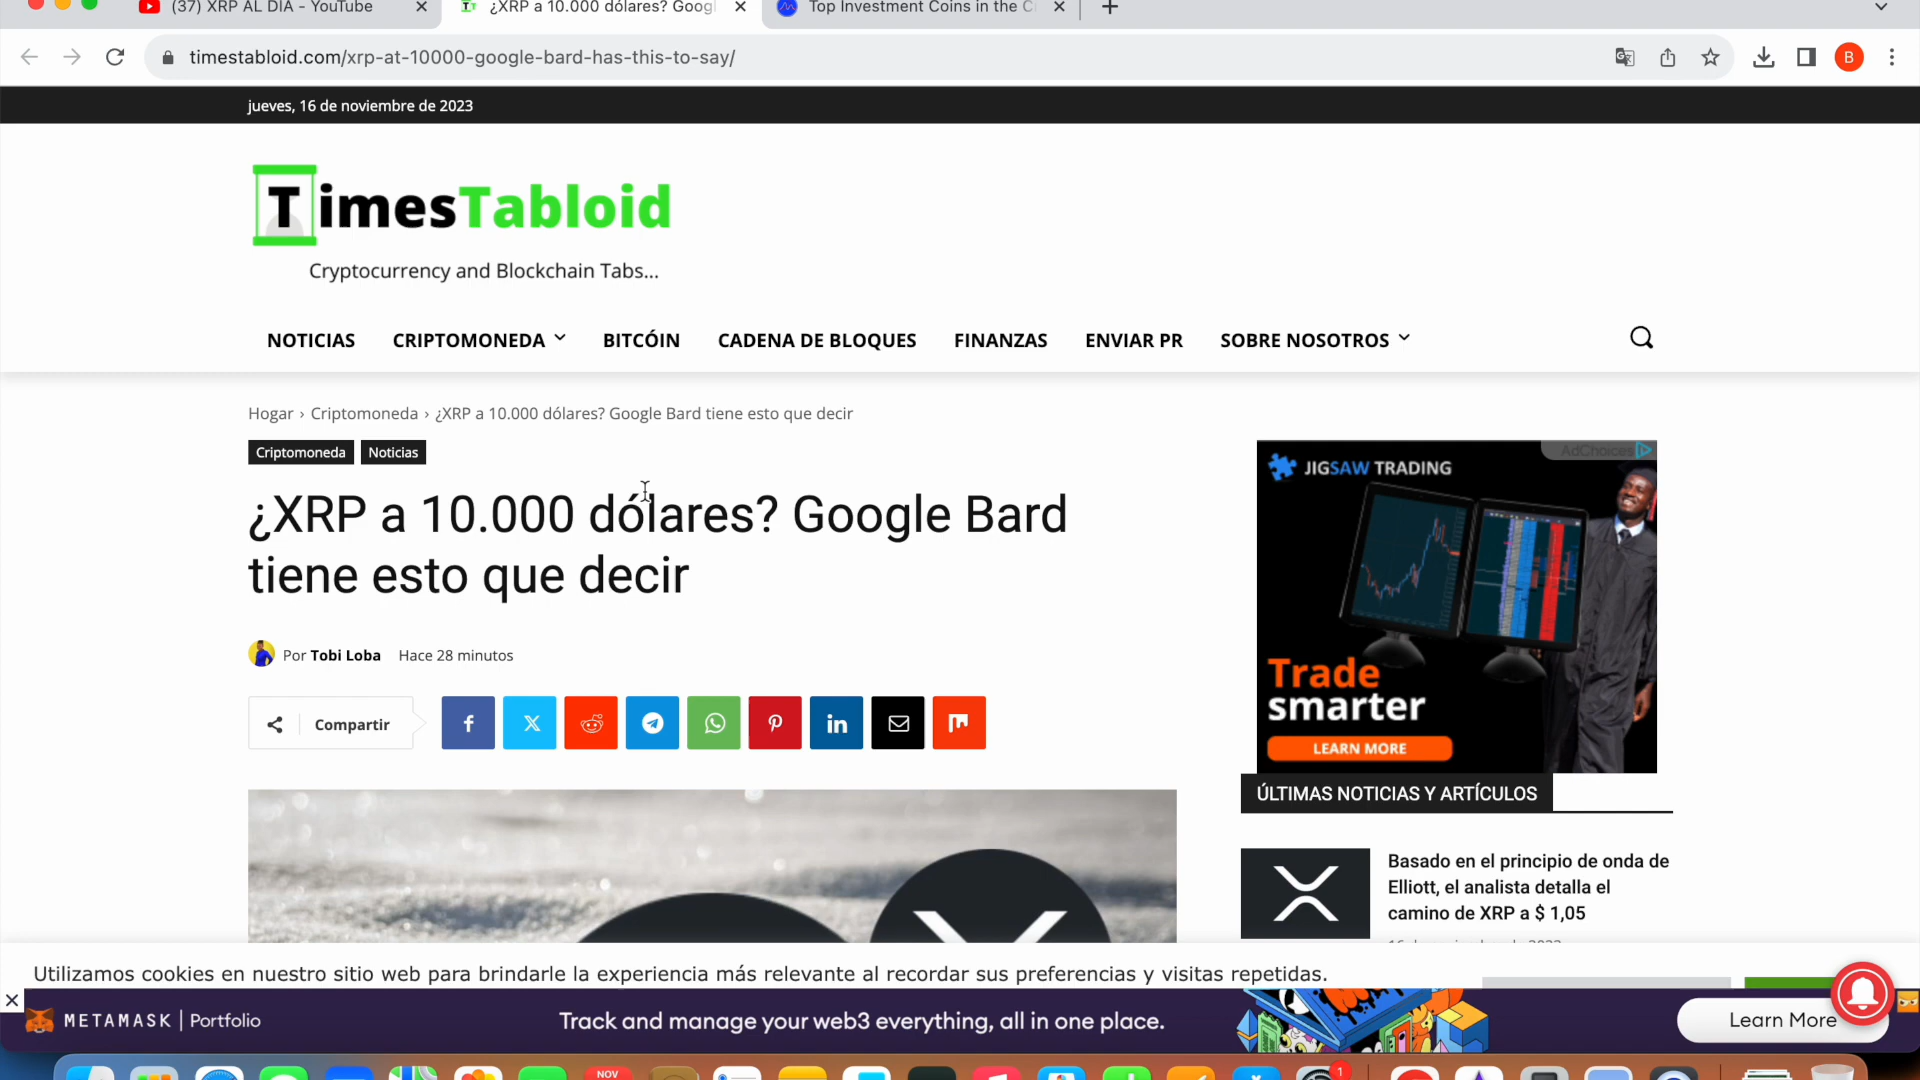 (37) XRP AL DIA - YouTube
¿XRP a 10.000 dólares? Googl
Top Investment Coins in the C
timestabloid.com/xrp-at-10000-google-bard-has-this-to-say/
B
jueves, 16 de noviembre de 2023
TimesTabloid
Cryptocurrency and Blockchain Tabs...
NOTICIAS CRIPTOMONEDA BITCÓIN CADENA DE BLOQUES FINANZAS ENVIAR PR SOBRE NOSOTROS
Hogar › Criptomoneda › ¿XRP a 10.000 dólares? Google Bard tiene esto que decir
Criptomoneda Noticias
¿XRP a 10.000 dólares? Google Bard
tiene esto que decir
Por Tobi Loba Hace 28 minutos
Compartir
AdChoices
JIGSAW TRADING
Trade
smarter
LEARN MORE
ÚLTIMAS NOTICIAS Y ARTÍCULOS
Basado en el principio de onda de
Elliott, el analista detalla el
camino de XRP a $ 1,05
Utilizamos cookies en nuestro sitio web para brindarle la experiencia más relevante al recordar sus preferencias y visitas repetidas.
METAMASK | Portfolio
Track and manage your web3 everything, all in one place.
Learn More
NOV
1